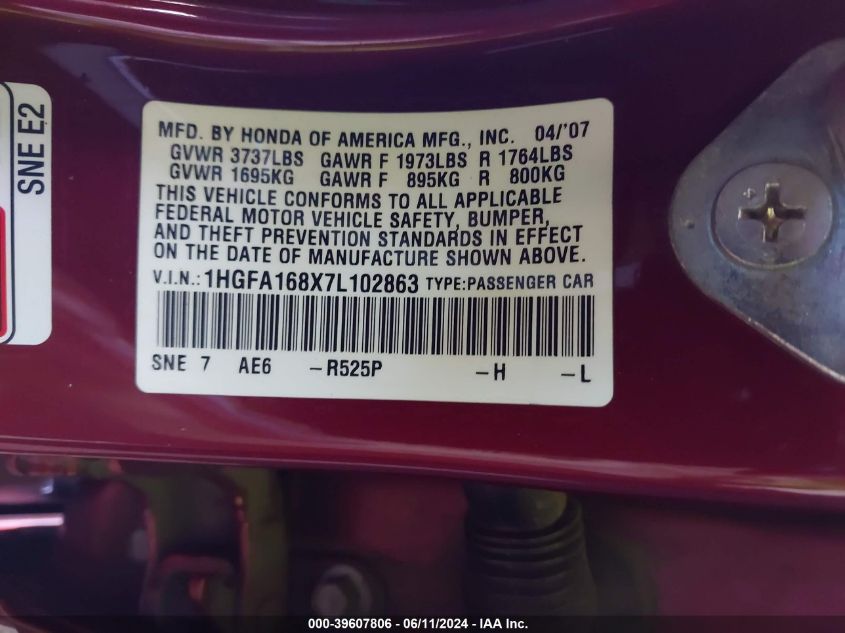 SNE E2
MFD. BY HONDA OF AMERICA MFG., INC. 04/'07
GVWR 3737LBS GAWR F 1973LBS R 1764LBS
GVWR 1695KG GAWR F 895KG R 800KG
THIS VEHICLE CONFORMS TO ALL APPLICABLE
FEDERAL MOTOR VEHICLE SAFETY, BUMPER,
AND THEFT PREVENTION STANDARDS IN EFFECT
ON THE DATE OF MANUFACTURE SHOWN ABOVE.
V.I.N.: 1HGFA168X7L102863 TYPE:PASSENGER CAR
SNE 7 AE6 -R525P -H -L
000-39607806 - 06/11/2024 - IAA Inc.